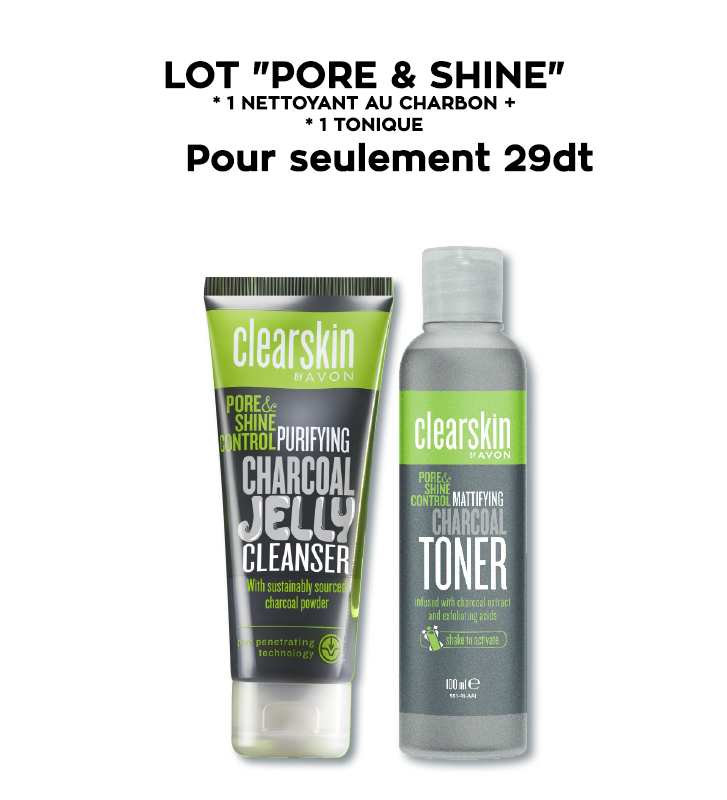 LOT "PORE & SHINE"
* 1 NETTOYANT AU CHARBON +
* 1 TONIQUE
Pour seulement 29dt
clearskin
BY AVON
PORE &
SHINE
CONTROL PURIFYING
CHARCOAL
JELLY
CLEANSER
With sustainably sourced
charcoal powder
pore penetrating
technology
clearskin
BY AVON
PORE &
SHINE
CONTROL MATTIFYING
CHARCOAL
TONER
infused with charcoal extract
and exfoliating acids
shake to activate
100 ml e